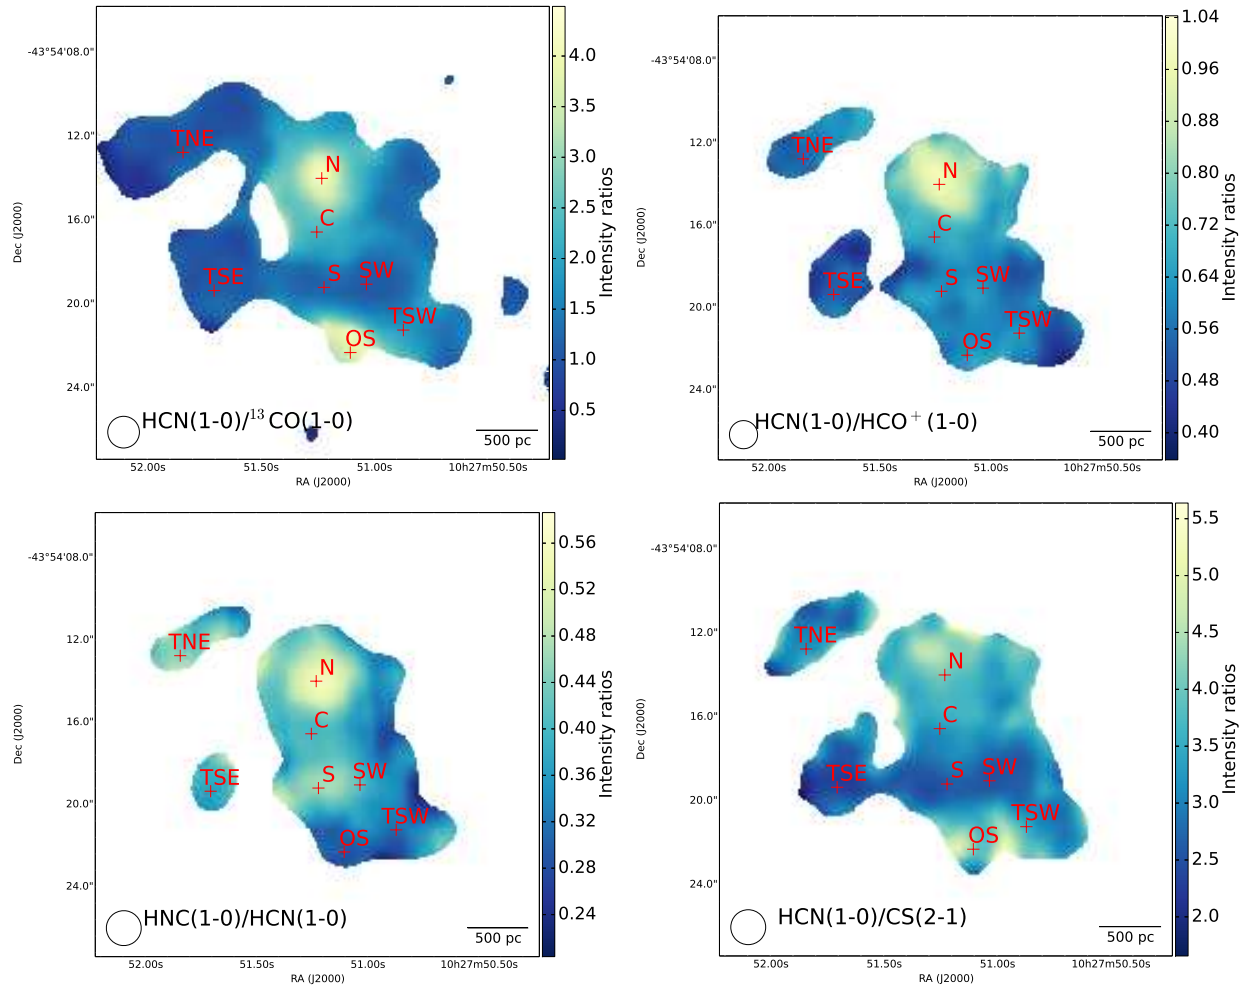 -43°54'08.0"
12.0"
16.0"
20.0"
24.0"
Dec (J2000)
TNE
N
C
TSE
S
SW
TSW
OS
HCN(1-0)/¹³CO(1-0)
500 pc
52.00s
51.50s
51.00s
10h27m50.50s
RA (J2000)
4.0
3.5
3.0
2.5
2.0
1.5
1.0
0.5
Intensity ratios
-43°54'08.0"
12.0"
16.0"
20.0"
24.0"
Dec (J2000)
TNE
N
C
TSE
S
SW
TSW
OS
HCN(1-0)/HCO⁺(1-0)
500 pc
52.00s
51.50s
51.00s
10h27m50.50s
RA (J2000)
1.04
0.96
0.88
0.80
0.72
0.64
0.56
0.48
0.40
Intensity ratios
-43°54'08.0"
12.0"
16.0"
20.0"
24.0"
Dec (J2000)
TNE
N
C
TSE
S
SW
TSW
OS
HNC(1-0)/HCN(1-0)
500 pc
52.00s
51.50s
51.00s
10h27m50.50s
RA (J2000)
0.56
0.52
0.48
0.44
0.40
0.36
0.32
0.28
0.24
Intensity ratios
-43°54'08.0"
12.0"
16.0"
20.0"
24.0"
Dec (J2000)
TNE
N
C
TSE
S
SW
TSW
OS
HCN(1-0)/CS(2-1)
500 pc
52.00s
51.50s
51.00s
10h27m50.50s
RA (J2000)
5.5
5.0
4.5
4.0
3.5
3.0
2.5
2.0
Intensity ratios